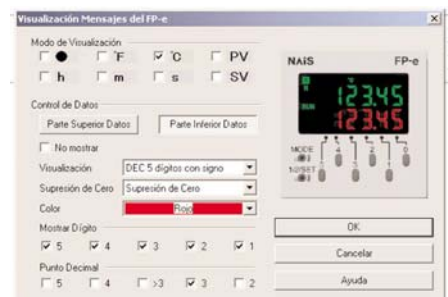 Visualización Mensajes del FP-e
Modo de Visualización
°F °C PV
h m s SV
Control de Datos
Parte Superior Datos Parte Inferior Datos
No mostrar
Visualización DEC 5 dígitos con signo
Supresión de Cero Supresión de Cero
Color Rojo
Mostrar Dígito
5 4 3 2 1
Punto Decimal
5 4 >3 3 2
NAiS FP-e
RUN
123.45
123.45
MODE
OK
Cancelar
Ayuda